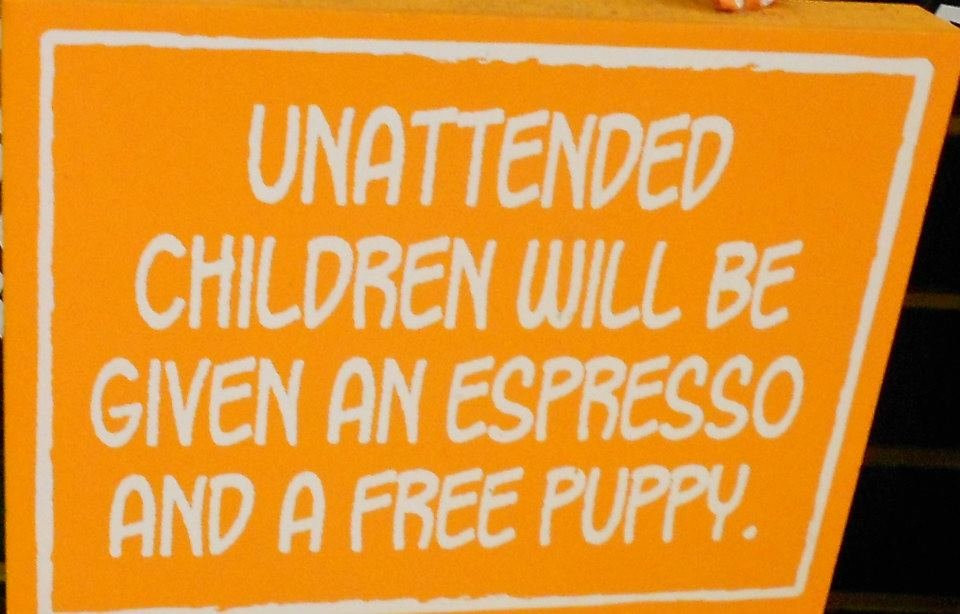 UNATTENDED
CHILDREN WILL BE
GIVEN AN ESPRESSO
AND A FREE PUPPY.